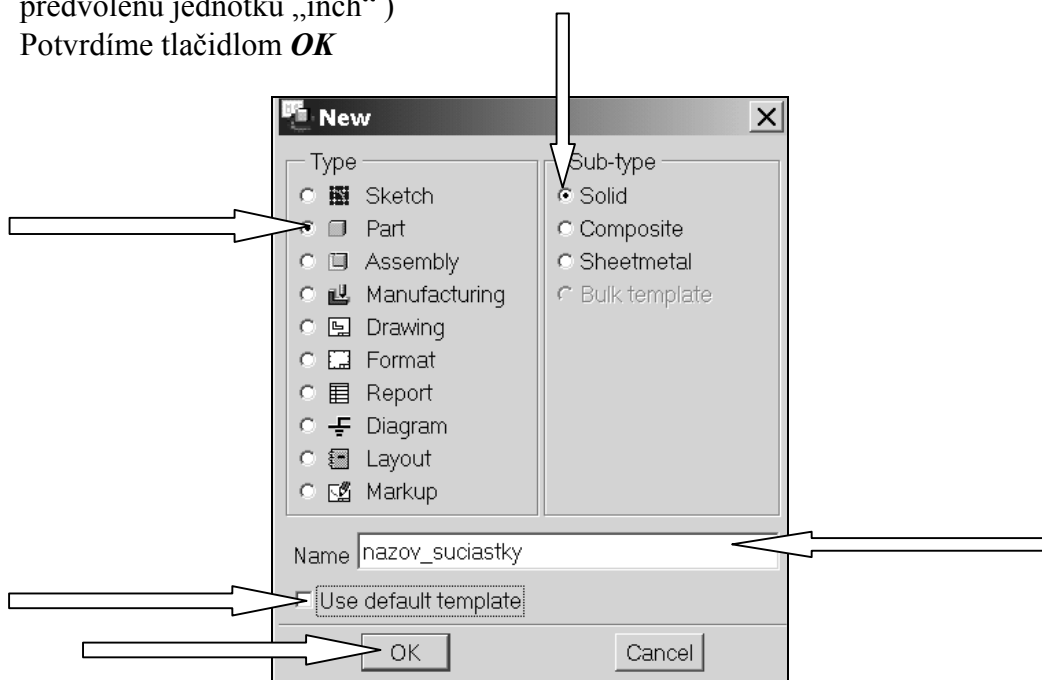 predvolenú jednotku „inch“ )
Potvrdíme tlačidlom OK
New
Type
Sketch
Part
Assembly
Manufacturing
Drawing
Format
Report
Diagram
Layout
Markup
Sub-type
Solid
Composite
Sheetmetal
Bulk template
Name nazov_suciastky
Use default template
OK Cancel